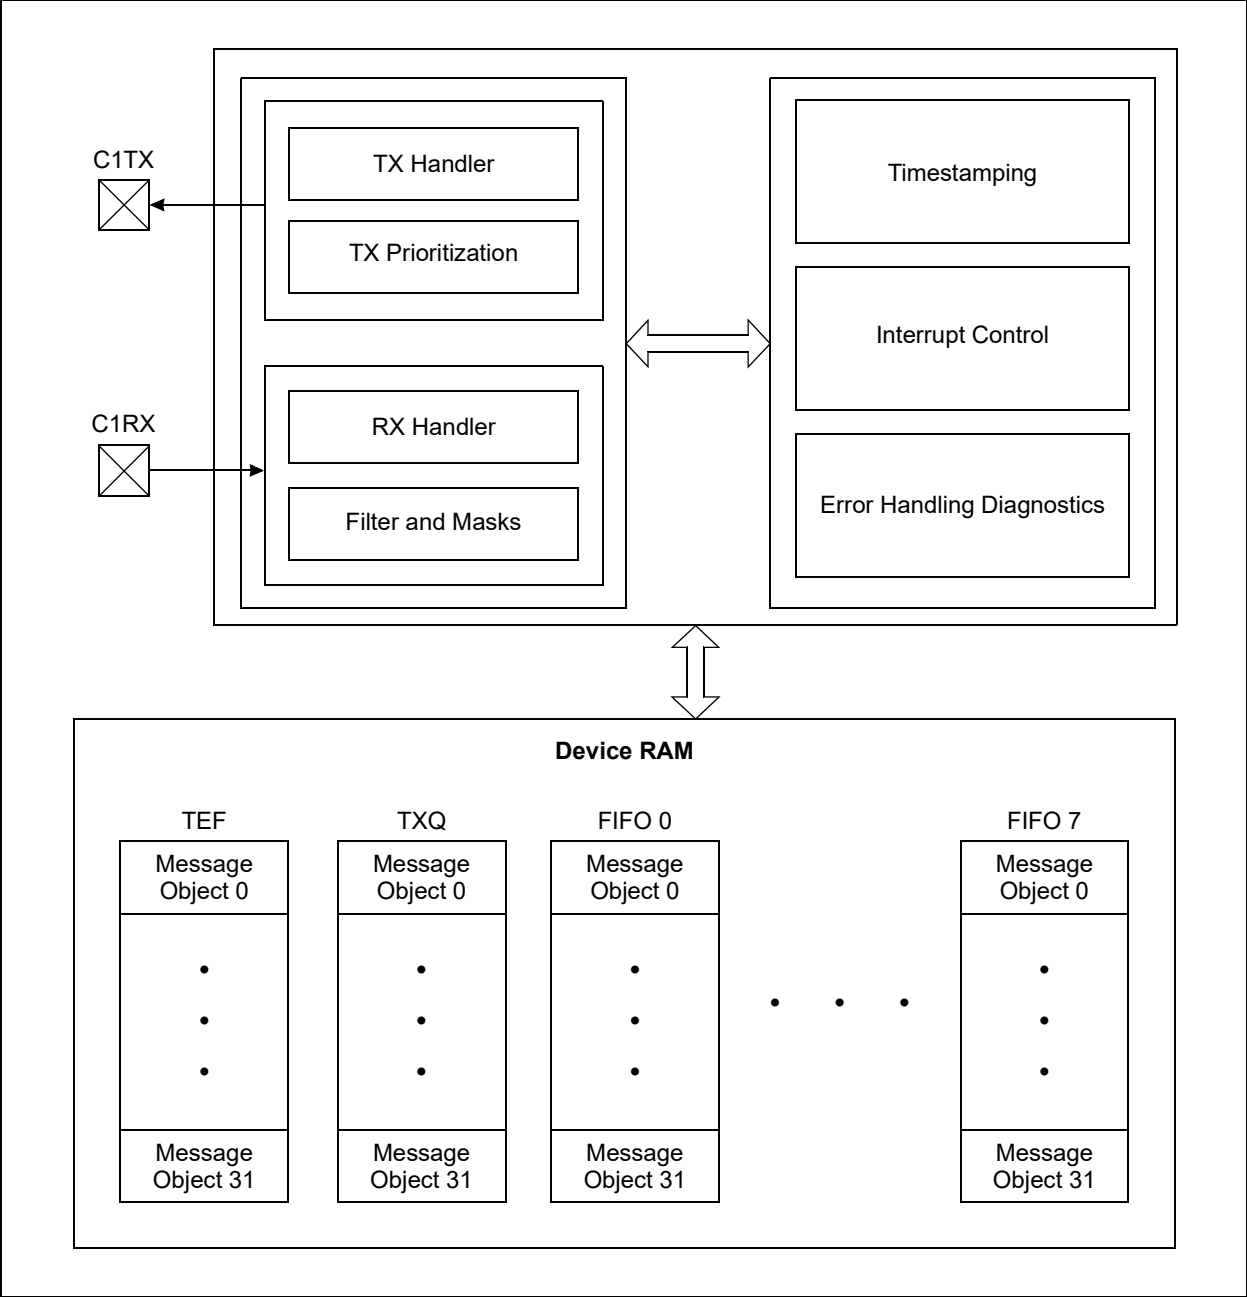 C1TX
TX Handler
TX Prioritization
C1RX
RX Handler
Filter and Masks
Timestamping
Interrupt Control
Error Handling Diagnostics
Device RAM
TEF
Message
Object 0
Message
Object 31
TXQ
Message
Object 0
Message
Object 31
FIFO 0
Message
Object 0
Message
Object 31
FIFO 7
Message
Object 0
Message
Object 31